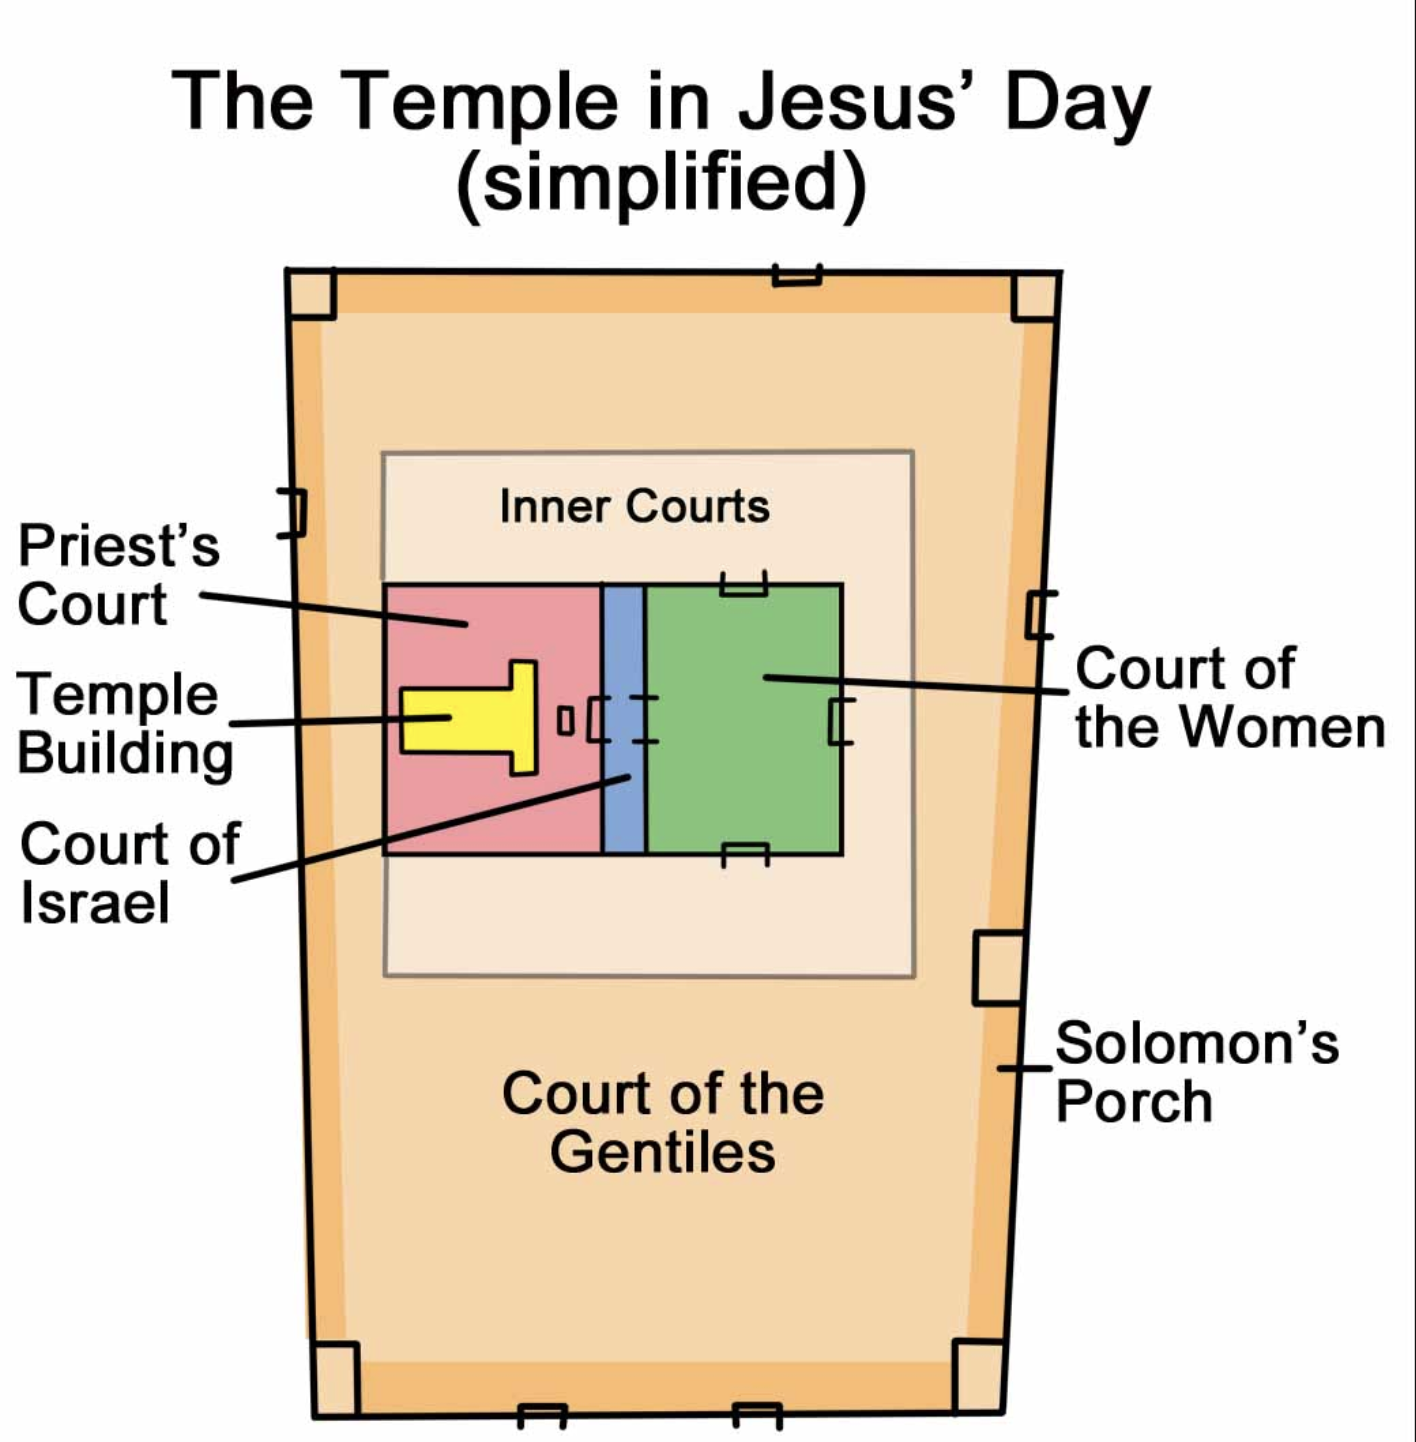 The Temple in Jesus’ Day
(simplified)
Inner Courts
Priest’s
Court
Temple
Building
Court of
Israel
Court of
the Women
Solomon’s
Porch
Court of the
Gentiles